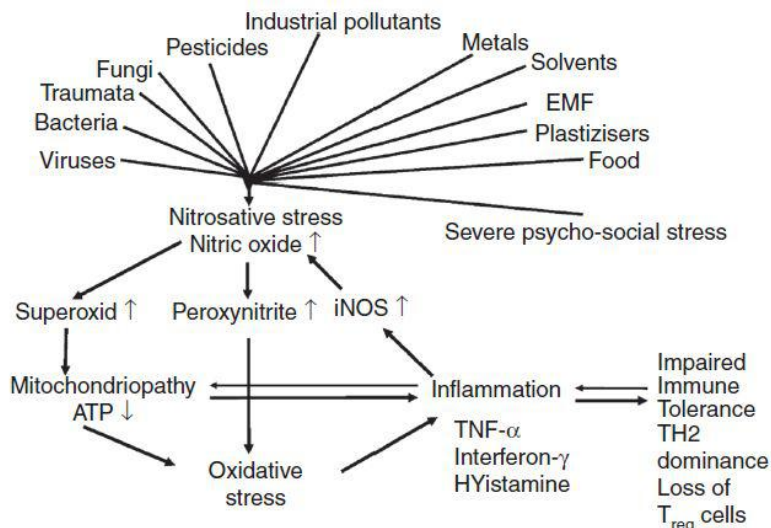 Industrial pollutants
Pesticides
Metals
Fungi
Solvents
Traumata
EMF
Bacteria
Plastizisers
Viruses
Food
Nitrosative stress
Nitric oxide ↑
Severe psycho-social stress
Superoxid ↑
Peroxynitrite ↑
iNOS ↑
Mitochondriopathy
ATP ↓
Inflammation
TNF-α
Interferon-γ
HYistamine
Impaired
Immune
Tolerance
TH2
dominance
Loss of
Treg cells
Oxidative
stress